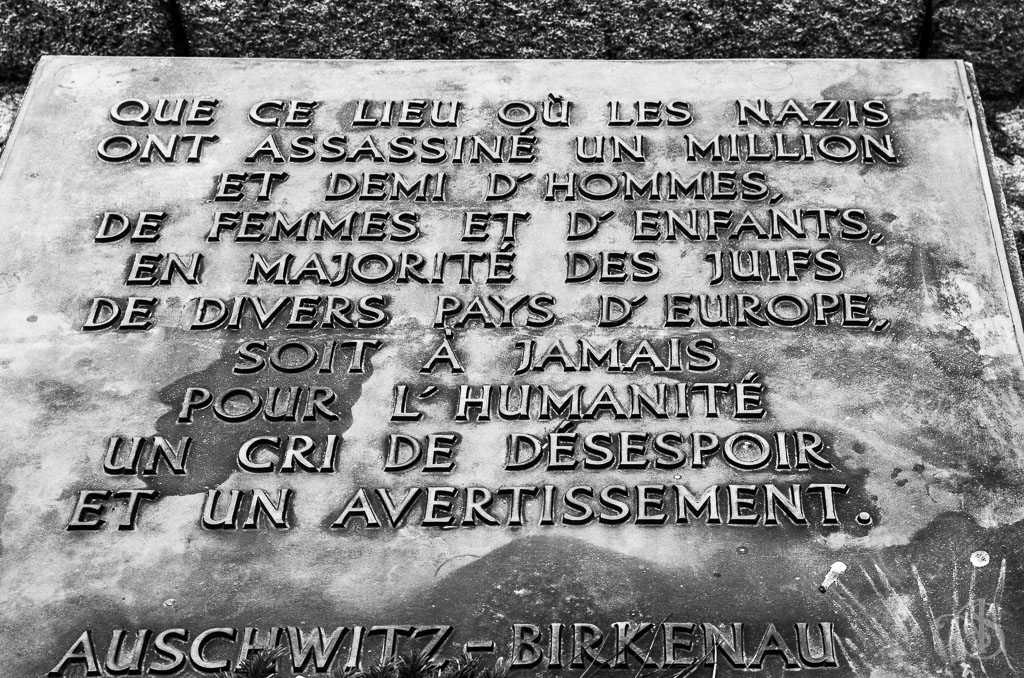 QUE CE LIEU OÙ LES NAZIS
ONT ASSASSINÉ UN MILLION
ET DEMI D'HOMMES,
DE FEMMES ET D'ENFANTS,
EN MAJORITÉ DES JUIFS
DE DIVERS PAYS D'EUROPE,
SOIT À JAMAIS
POUR L'HUMANITÉ
UN CRI DE DÉSESPOIR
ET UN AVERTISSEMENT.
AUSCHWITZ-BIRKENAU